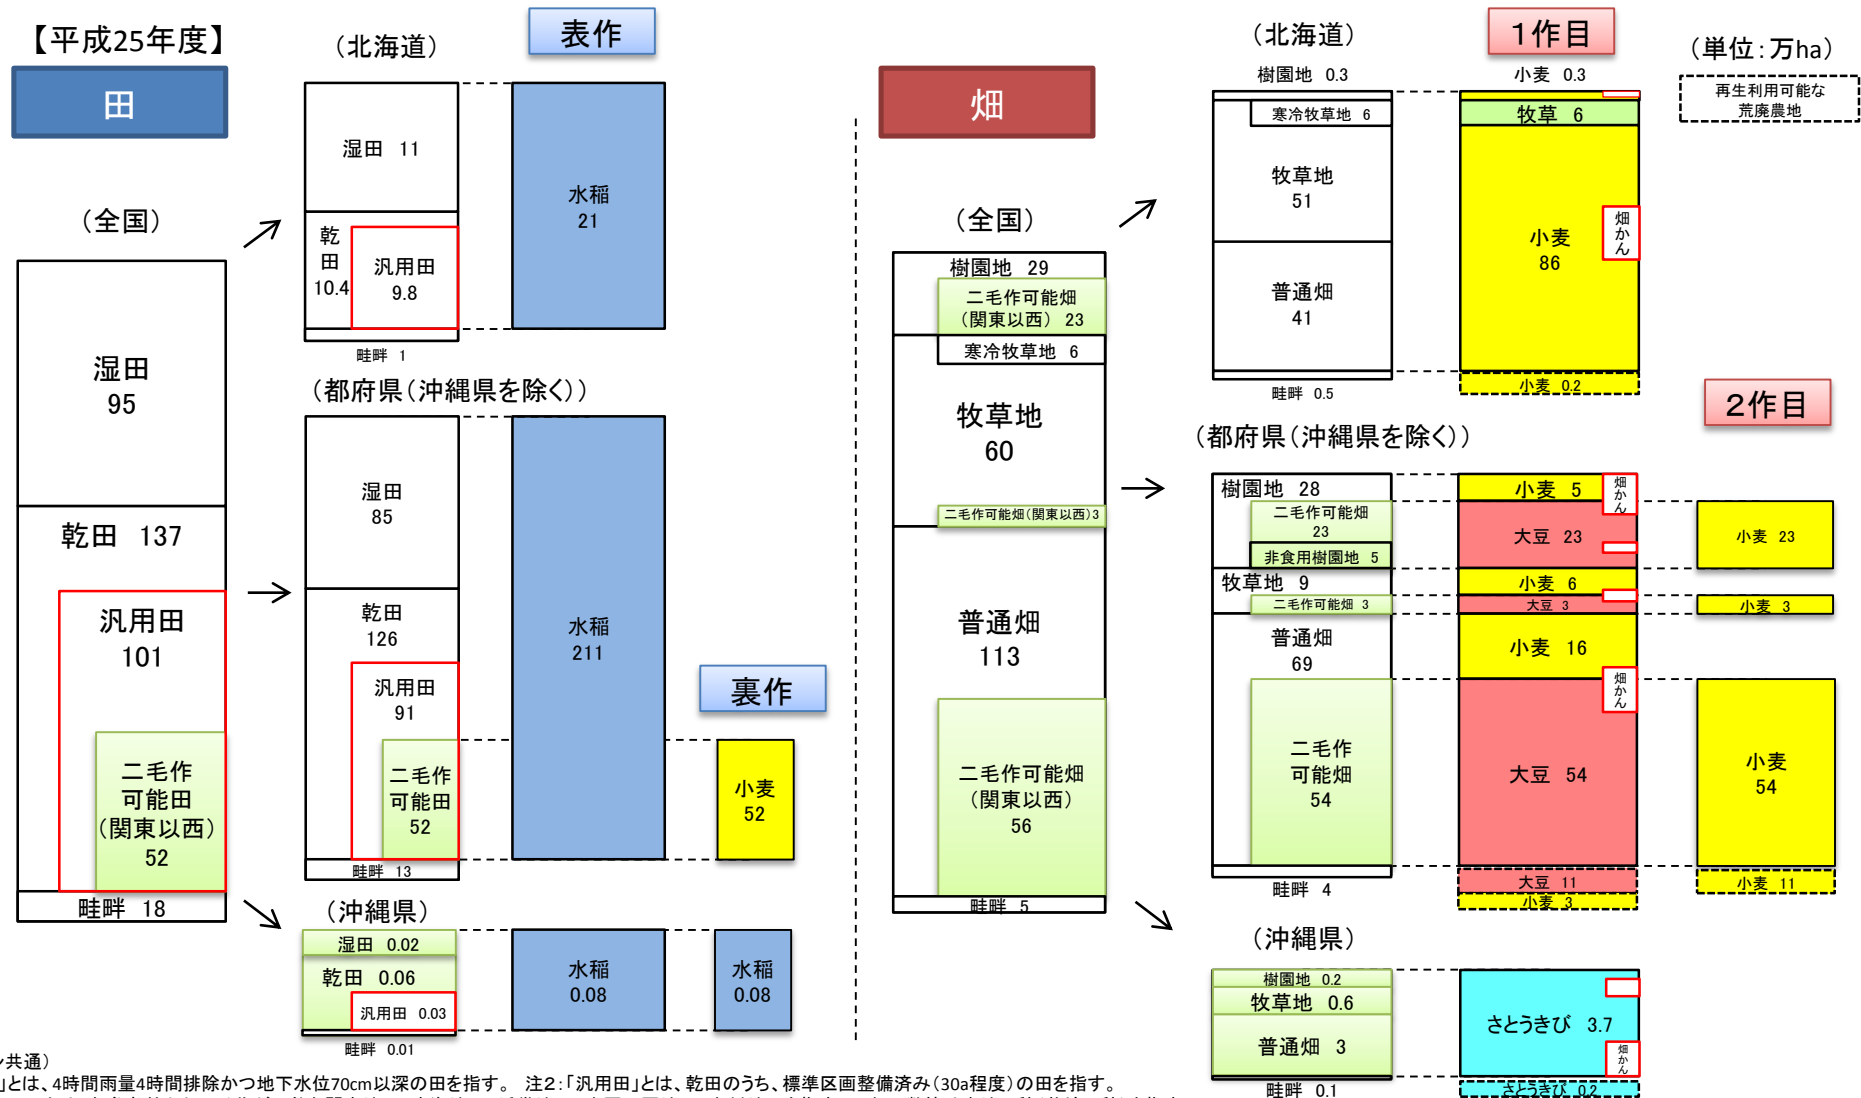 【平成25年度】
田
(全国)
湿田
95
乾田 137
汎用田
101
二毛作
可能田
(関東以西)
52
畦畔 18
(北海道)
表作
湿田 11
乾
田
10.4
汎用田
9.8
畦畔 1
水稲
21
(都府県(沖縄県を除く))
湿田
85
乾田
126
汎用田
91
二毛作
可能田
52
畦畔 13
水稲
211
裏作
小麦
52
(沖縄県)
湿田 0.02
乾田 0.06
汎用田 0.03
畦畔 0.01
水稲
0.08
水稲
0.08
畑
(全国)
樹園地 29
二毛作可能畑
(関東以西) 23
寒冷牧草地 6
牧草地
60
二毛作可能畑(関東以西)3
普通畑
113
二毛作可能畑
(関東以西)
56
畦畔 5
(北海道)
1作目
(単位:万ha)
再生利用可能な
荒廃農地
樹園地 0.3
寒冷牧草地 6
牧草地
51
普通畑
41
畦畔 0.5
小麦 0.3
牧草 6
小麦
86
畑かん
小麦 0.2
2作目
(都府県(沖縄県を除く))
樹園地 28
二毛作可能畑
23
非食用樹園地 5
牧草地 9
二毛作可能畑 3
普通畑
69
二毛作
可能畑
54
畦畔 4
小麦 5
畑かん
大豆 23
小麦 6
大豆 3
小麦 16
畑かん
大豆 54
大豆 11
小麦 3
小麦 23
小麦 3
小麦
54
小麦 11
(沖縄県)
樹園地 0.2
牧草地 0.6
普通畑 3
畦畔 0.1
さとうきび 3.7
畑かん
さとうきび 0.2
共通)
」とは、4時間雨量4時間排除かつ地下水位70cm以深の田を指す。 注2:「汎用田」とは、乾田のうち、標準区画整備済み(30a程度)の田を指す。